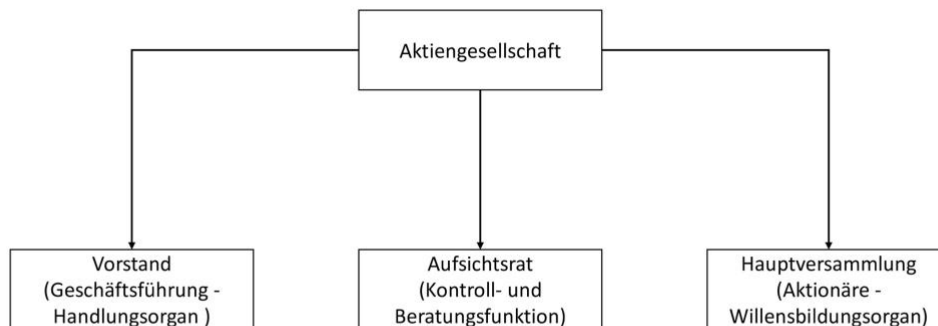 Aktiengesellschaft
Vorstand
(Geschäftsführung -
Handlungsorgan )
Aufsichtsrat
(Kontroll- und
Beratungsfunktion)
Hauptversammlung
(Aktionäre -
Willensbildungsorgan)